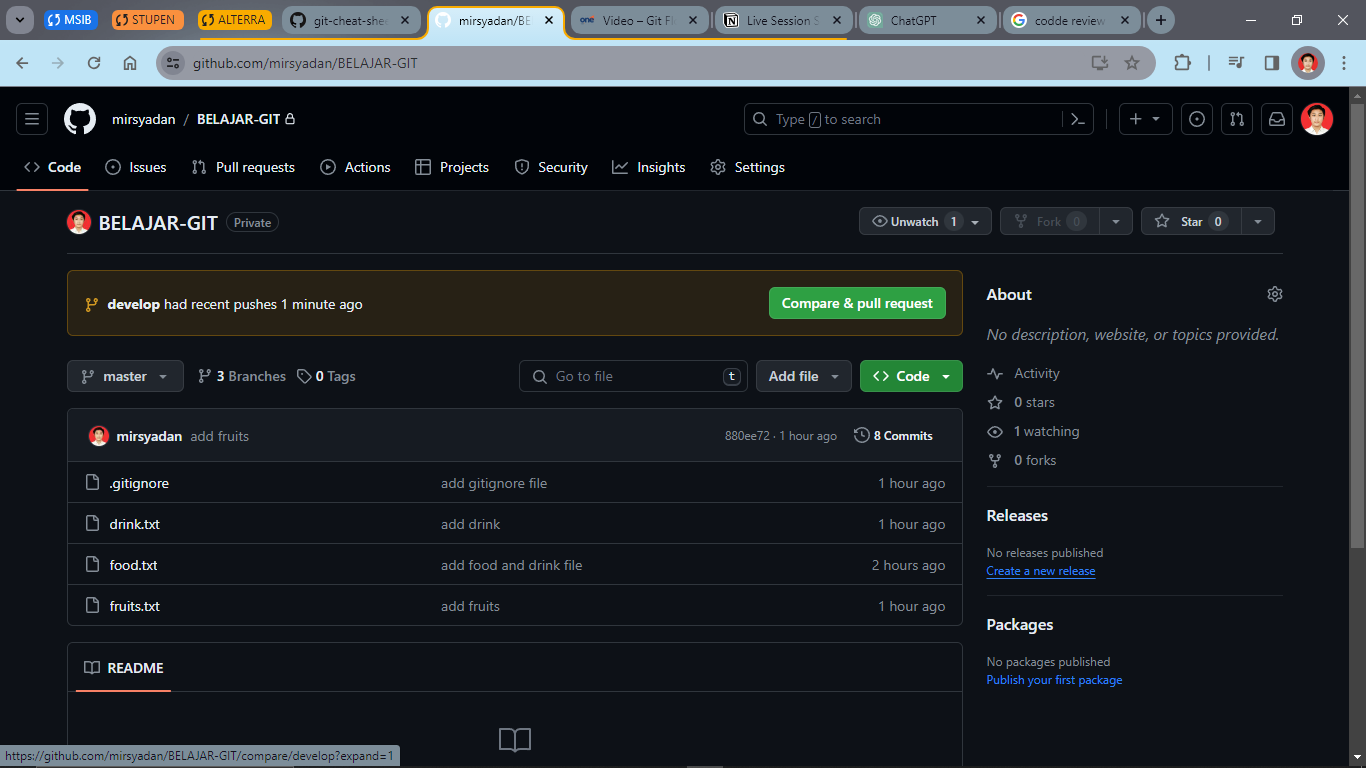 MSIB STUPEN ALTERRA git-cheat-shee mirsyadan/BE one Video – Git Fl Live Session S ChatGPT codde review
github.com/mirsyadan/BELAJAR-GIT
mirsyadan / BELAJAR-GIT Type / to search
Code Issues Pull requests Actions Projects Security Insights Settings
BELAJAR-GIT Private Unwatch 1 Fork 0 Star 0
develop had recent pushes 1 minute ago Compare & pull request
master 3 Branches 0 Tags Go to file t Add file Code
mirsyadan add fruits 880ee72 · 1 hour ago 8 Commits
.gitignore add gitignore file 1 hour ago
drink.txt add drink 1 hour ago
food.txt add food and drink file 2 hours ago
fruits.txt add fruits 1 hour ago
README
About
No description, website, or topics provided.
Activity
0 stars
1 watching
0 forks
Releases
No releases published
Create a new release
Packages
No packages published
Publish your first package
https://github.com/mirsyadan/BELAJAR-GIT/compare/develop?expand=1